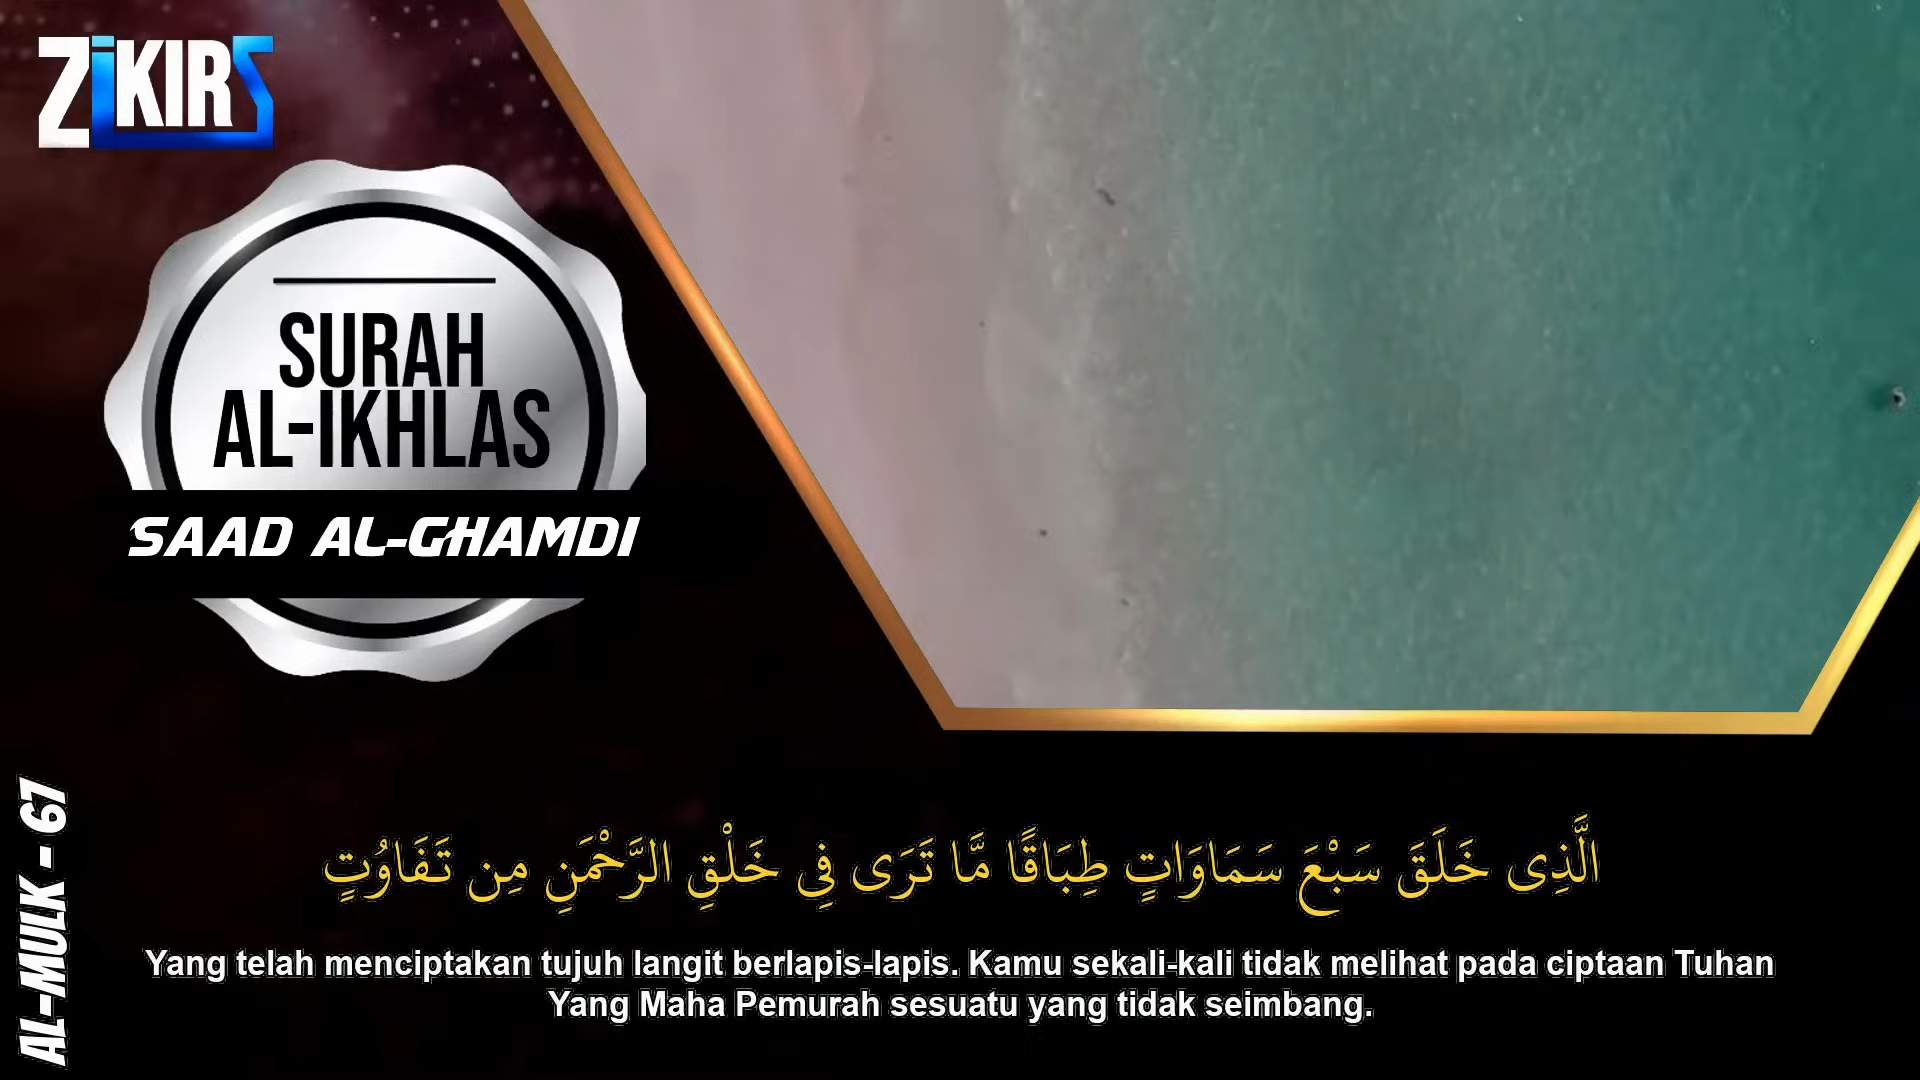 ZiKIRS
SURAH
AL-IKHLAS
SAAD AL-GHAMDI
AL-MULK - 67
الَّذِى خَلَقَ سَبْعَ سَمَاوَاتٍ طِبَاقًا مَّا تَرَى فِى خَلْقِ الرَّحْمَنِ مِن تَفَاوُتٍ
Yang telah menciptakan tujuh langit berlapis-lapis. Kamu sekali-kali tidak melihat pada ciptaan Tuhan
Yang Maha Pemurah sesuatu yang tidak seimbang.